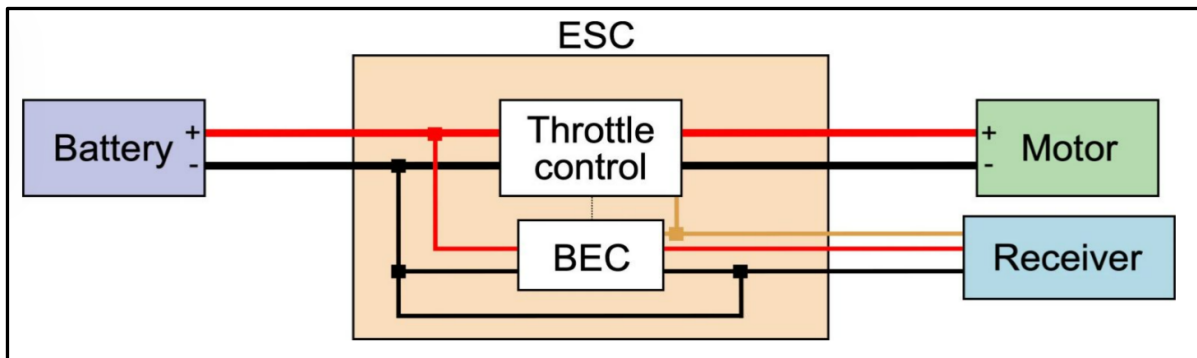 ESC
Battery
+
-
Throttle
control
+
-
Motor
BEC
Receiver